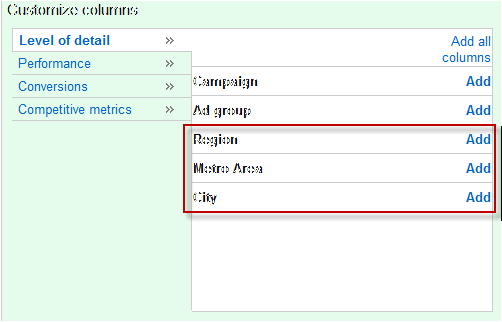 Customize columns
Level of detail »
Add all
columns
Performance »
Campaign Add
Conversions »
Ad group Add
Competitive metrics »
Region Add
Metro Area Add
City Add